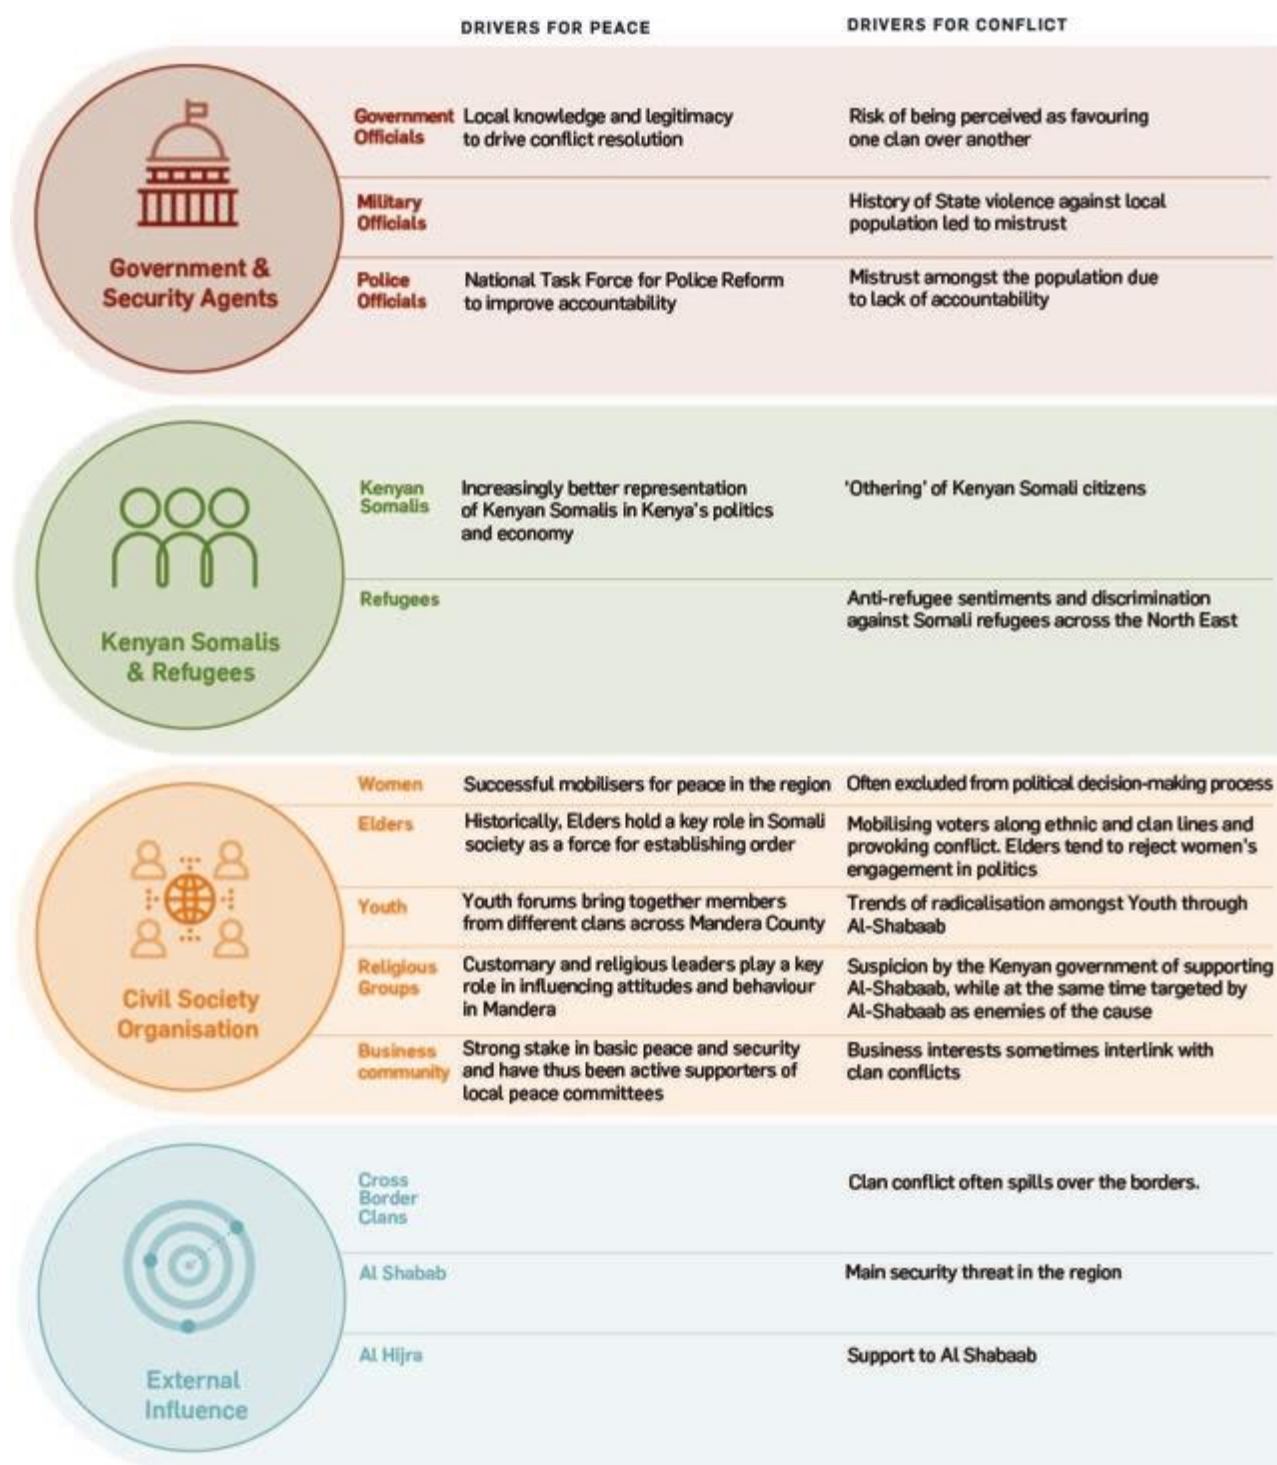 DRIVERS FOR PEACE
DRIVERS FOR CONFLICT
Government & 
Security Agents
Government
Officials
Local knowledge and legitimacy
to drive conflict resolution
Risk of being perceived as favouring
one clan over another
Military
Officials
History of State violence against local
population led to mistrust
Police
Officials
National Task Force for Police Reform
to improve accountability
Mistrust amongst the population due
to lack of accountability
Kenyan Somalis
& Refugees
Kenyan
Somalis
Increasingly better representation
of Kenyan Somalis in Kenya's politics
and economy
'Othering' of Kenyan Somali citizens
Refugees
Anti-refugee sentiments and discrimination
against Somali refugees across the North East
Civil Society
Organisation
Women
Successful mobilisers for peace in the region
Often excluded from political decision-making process
Elders
Historically, Elders hold a key role in Somali
society as a force for establishing order
Mobilising voters along ethnic and clan lines and
provoking conflict. Elders tend to reject women's
engagement in politics
Youth
Youth forums bring together members
from different clans across Mandera County
Trends of radicalisation amongst Youth through
Al-Shabaab
Religious
Groups
Customary and religious leaders play a key
role in influencing attitudes and behaviour
in Mandera
Suspicion by the Kenyan government of supporting
Al-Shabaab, while at the same time targeted by
Al-Shabaab as enemies of the cause
Business
community
Strong stake in basic peace and security
and have thus been active supporters of
local peace committees
Business interests sometimes interlink with
clan conflicts
External
Influence
Cross
Border
Clans
Clan conflict often spills over the borders.
Al Shabab
Main security threat in the region
Al Hijra
Support to Al Shabaab